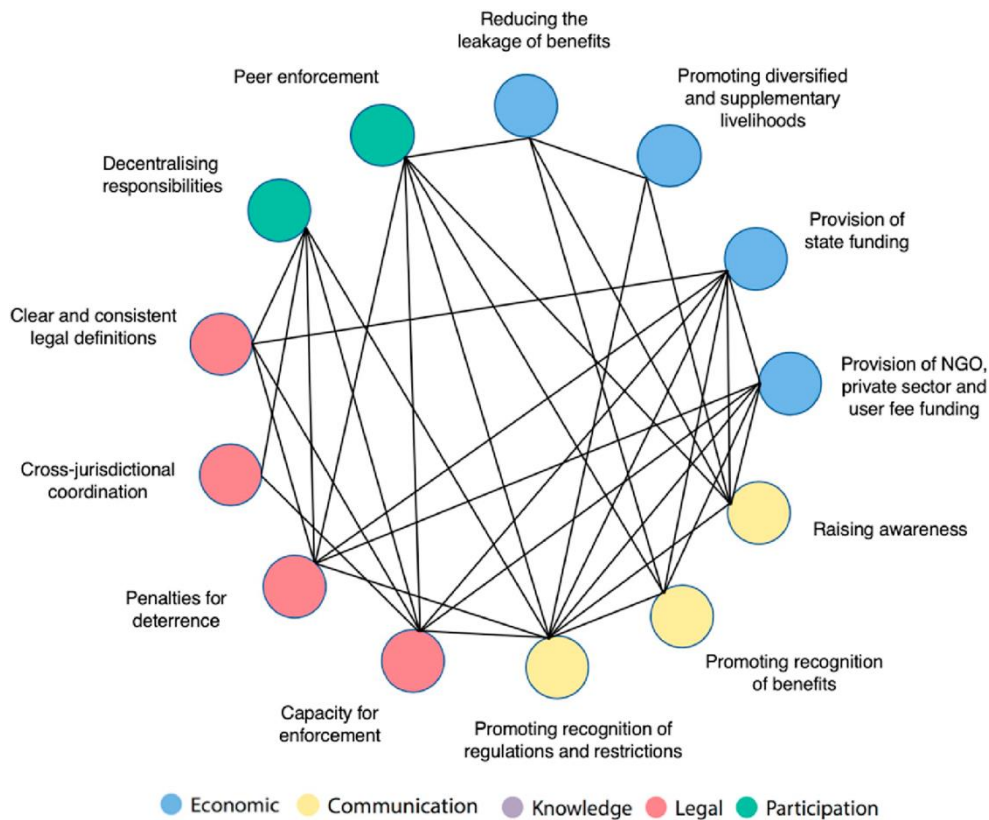 Reducing the
leakage of benefits
Peer enforcement
Promoting diversified
and supplementary
livelihoods
Decentralising
responsibilities
Provision of
state funding
Clear and consistent
legal definitions
Provision of NGO,
private sector and
user fee funding
Cross-jurisdictional
coordination
Raising awareness
Penalties for
deterrence
Promoting recognition
of benefits
Capacity for
enforcement
Promoting recognition of
regulations and restrictions
Economic
Communication
Knowledge
Legal
Participation